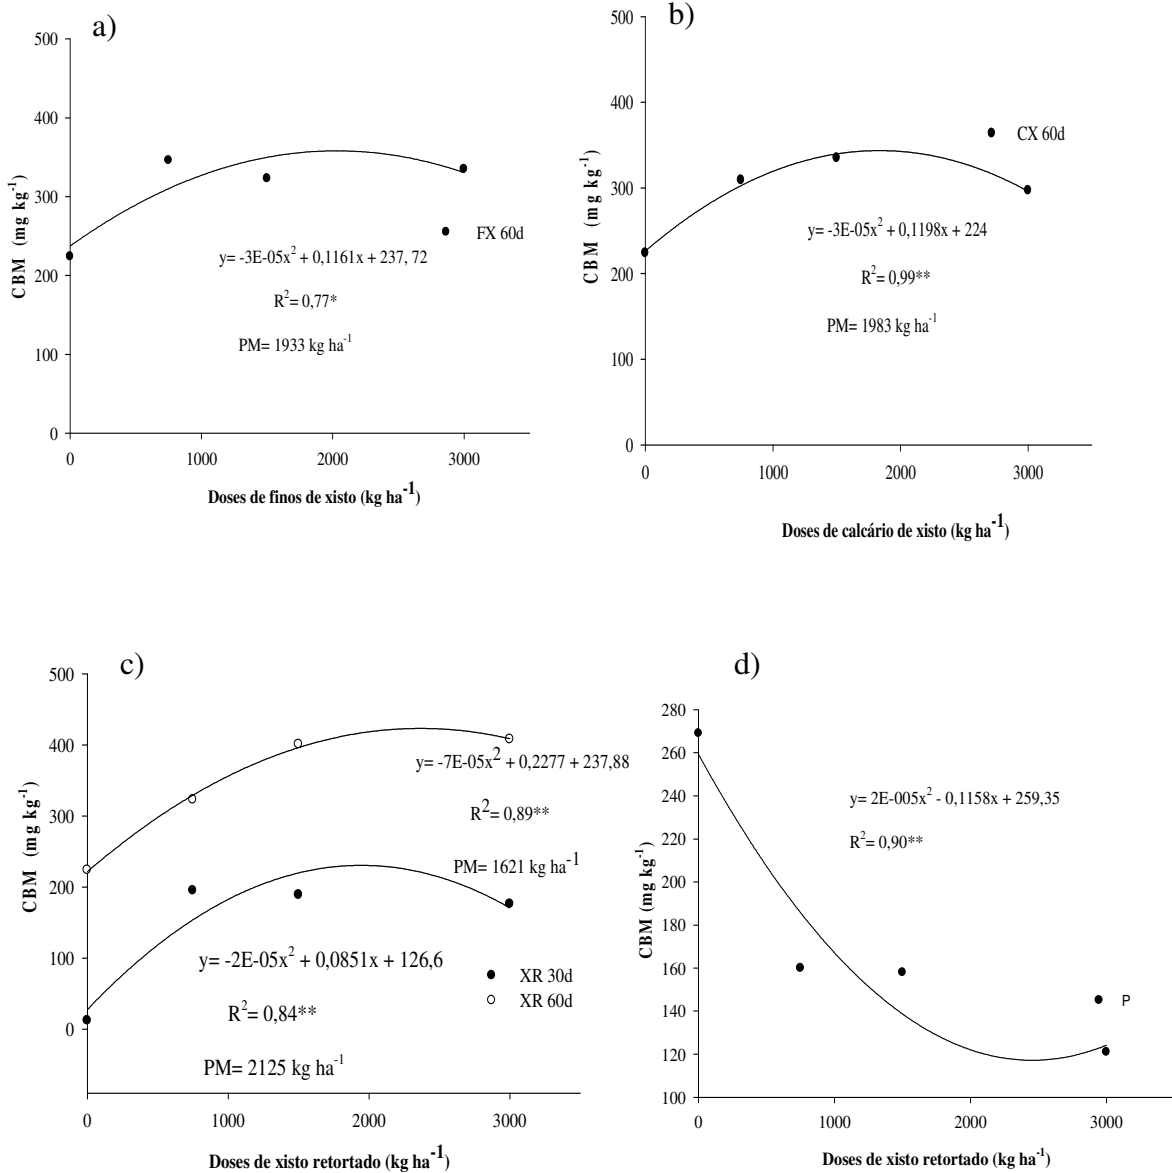 a)
500
400
300
200
100
0
CBM (mg kg⁻¹)
FX 60d
y= -3E-05x² + 0,1161x + 237, 72
R²= 0,77*
PM= 1933 kg ha⁻¹
0 1000 2000 3000
Doses de finos de xisto (kg ha⁻¹)
b)
500
400
300
200
100
0
CBM (mg kg⁻¹)
CX 60d
y= -3E-05x² + 0,1198x + 224
R²= 0,99**
PM= 1983 kg ha⁻¹
0 1000 2000 3000
Doses de calcário de xisto (kg ha⁻¹)
c)
500
400
300
200
100
0
CBM (mg kg⁻¹)
y= -7E-05x² + 0,2277 + 237,88
R²= 0,89**
PM= 1621 kg ha⁻¹
y= -2E-05x² + 0,0851x + 126,6
R²= 0,84**
PM= 2125 kg ha⁻¹
XR 30d
XR 60d
0 1000 2000 3000
Doses de xisto retortado (kg ha⁻¹)
d)
280
260
240
220
200
180
160
140
120
100
CBM (mg kg⁻¹)
y= 2E-005x² - 0,1158x + 259,35
R²= 0,90**
P
0 1000 2000 3000
Doses de xisto retortado (kg ha⁻¹)